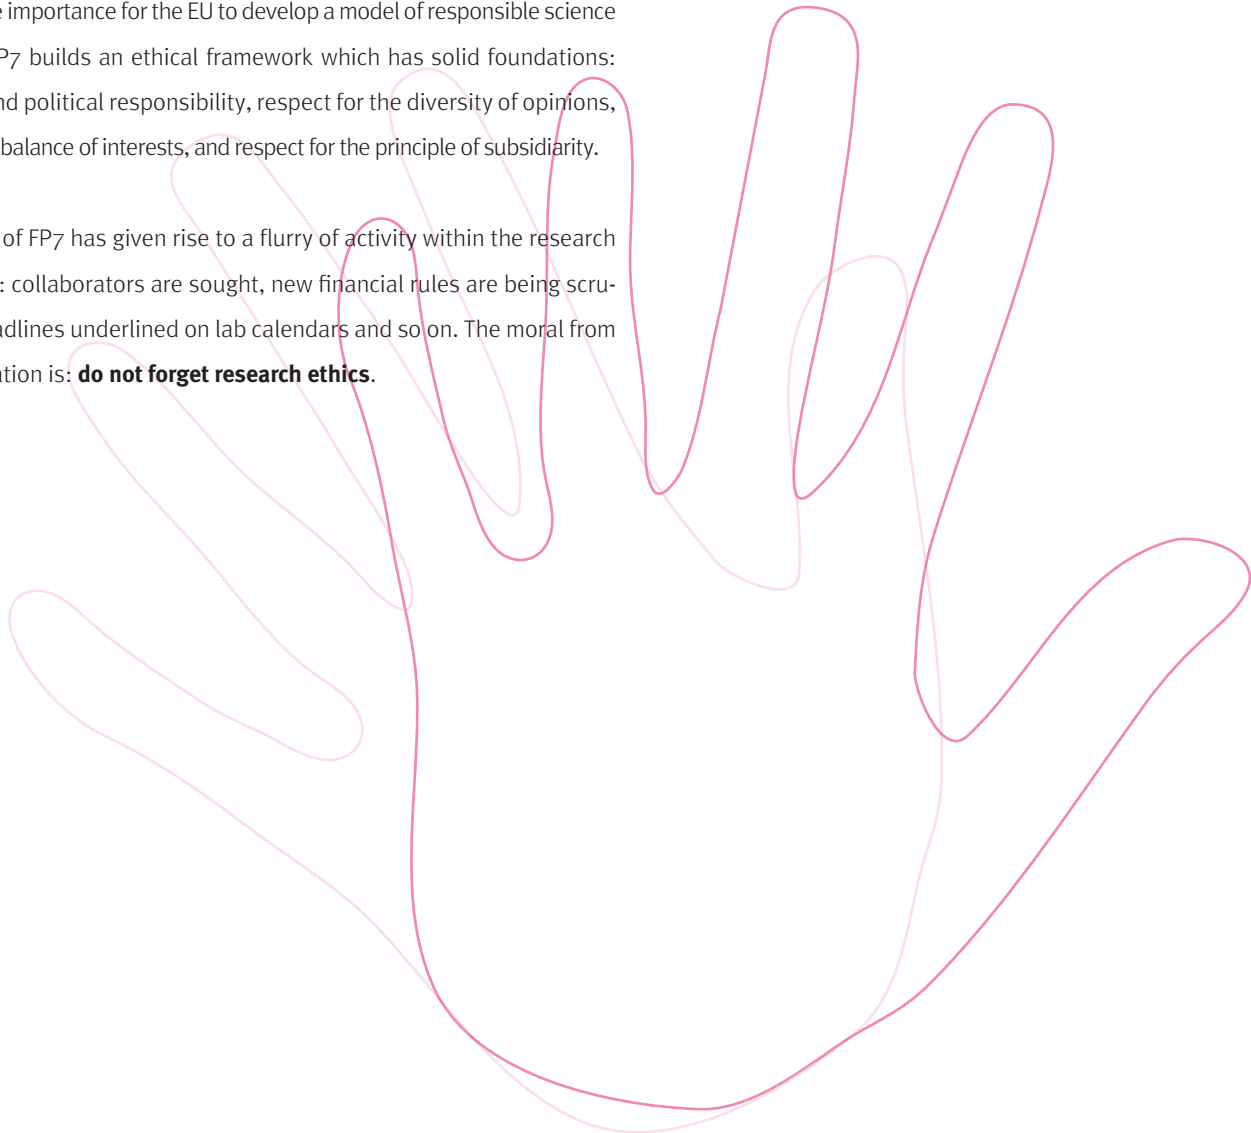 e importance for the EU to develop a model of responsible science
P7 builds an ethical framework which has solid foundations:
nd political responsibility, respect for the diversity of opinions,
balance of interests, and respect for the principle of subsidiarity.
of FP7 has given rise to a flurry of activity within the research
: collaborators are sought, new financial rules are being scru-
adlines underlined on lab calendars and so on. The moral from
ation is: do not forget research ethics.